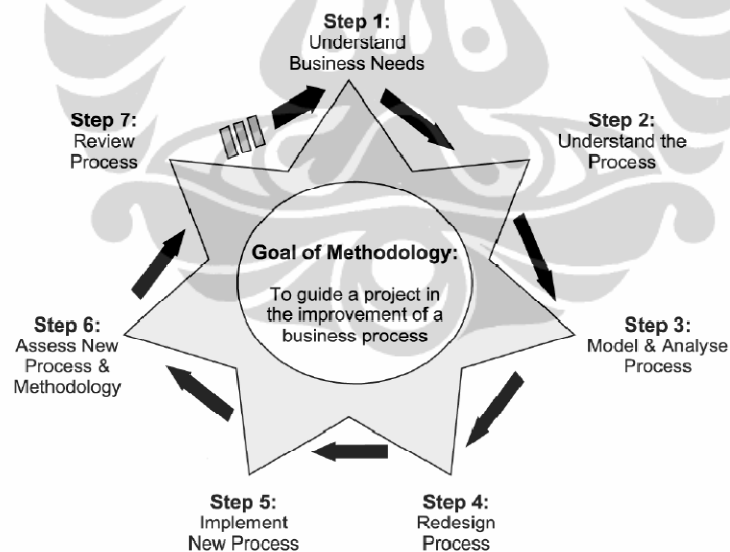 Step 1:
Understand
Business Needs
Step 2:
Understand the
Process
Step 3:
Model & Analyse
Process
Step 4:
Redesign
Process
Step 5:
Implement
New Process
Step 6:
Assess New
Process &
Methodology
Step 7:
Review
Process
Goal of Methodology:
To guide a project in
the improvement of a
business process